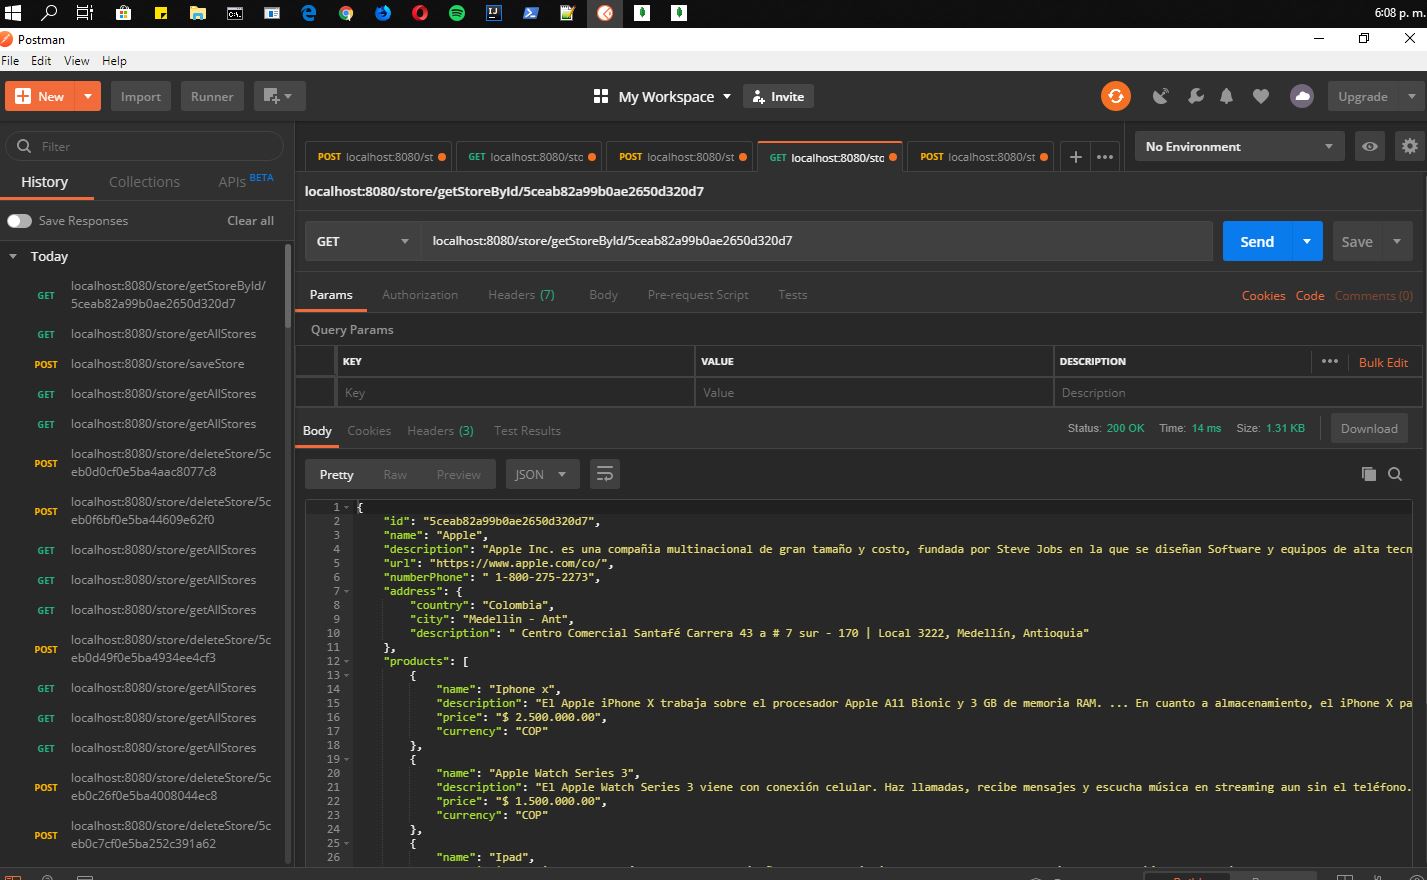 6:08 p. m.
Postman
File Edit View Help
New Import Runner My Workspace Invite Upgrade
Filter
History Collections APIs BETA
Save Responses Clear all
Today
GET localhost:8080/store/getStoreById/
5ceab82a99b0ae2650d320d7
GET localhost:8080/store/getAllStores
POST localhost:8080/store/saveStore
GET localhost:8080/store/getAllStores
GET localhost:8080/store/getAllStores
POST localhost:8080/store/deleteStore/5c
eb0d0cf0e5ba4aac8077c8
POST localhost:8080/store/deleteStore/5c
eb0f6bf0e5ba44609e62f0
GET localhost:8080/store/getAllStores
GET localhost:8080/store/getAllStores
GET localhost:8080/store/getAllStores
POST localhost:8080/store/deleteStore/5c
eb0d49f0e5ba4934ee4cf3
GET localhost:8080/store/getAllStores
GET localhost:8080/store/getAllStores
GET localhost:8080/store/getAllStores
POST localhost:8080/store/deleteStore/5c
eb0c26f0e5ba4008044ec8
POST localhost:8080/store/deleteStore/5c
eb0c7cf0e5ba252c391a62
POST localhost:8080/st GET localhost:8080/sto POST localhost:8080/st GET localhost:8080/sto POST localhost:8080/st
No Environment
localhost:8080/store/getStoreById/5ceab82a99b0ae2650d320d7
GET localhost:8080/store/getStoreById/5ceab82a99b0ae2650d320d7 Send Save
Params Authorization Headers (7) Body Pre-request Script Tests Cookies Code Comments (0)
Query Params
KEY VALUE DESCRIPTION Bulk Edit
Key Value Description
Body Cookies Headers (3) Test Results Status: 200 OK Time: 14 ms Size: 1.31 KB Download
Pretty Raw Preview JSON
1 {
2 "id": "5ceab82a99b0ae2650d320d7",
3 "name": "Apple",
4 "description": "Apple Inc. es una compañia multinacional de gran tamaño y costo, fundada por Steve Jobs en la que se diseñan Software y equipos de alta tecn
5 "url": "https://www.apple.com/co/",
6 "numberPhone": " 1-800-275-2273",
7 "address": {
8 "country": "Colombia",
9 "city": "Medellin - Ant",
10 "description": " Centro Comercial Santafé Carrera 43 a # 7 sur - 170 | Local 3222, Medellín, Antioquia"
11 },
12 "products": [
13 {
14 "name": "Iphone x",
15 "description": "El Apple iPhone X trabaja sobre el procesador Apple A11 Bionic y 3 GB de memoria RAM. ... En cuanto a almacenamiento, el iPhone X pa
16 "price": "$ 2.500.000.00",
17 "currency": "COP"
18 },
19 {
20 "name": "Apple Watch Series 3",
21 "description": "El Apple Watch Series 3 viene con conexión celular. Haz llamadas, recibe mensajes y escucha música en streaming aun sin el teléfono.
22 "price": "$ 1.500.000.00",
23 "currency": "COP"
24 },
25 {
26 "name": "Ipad",